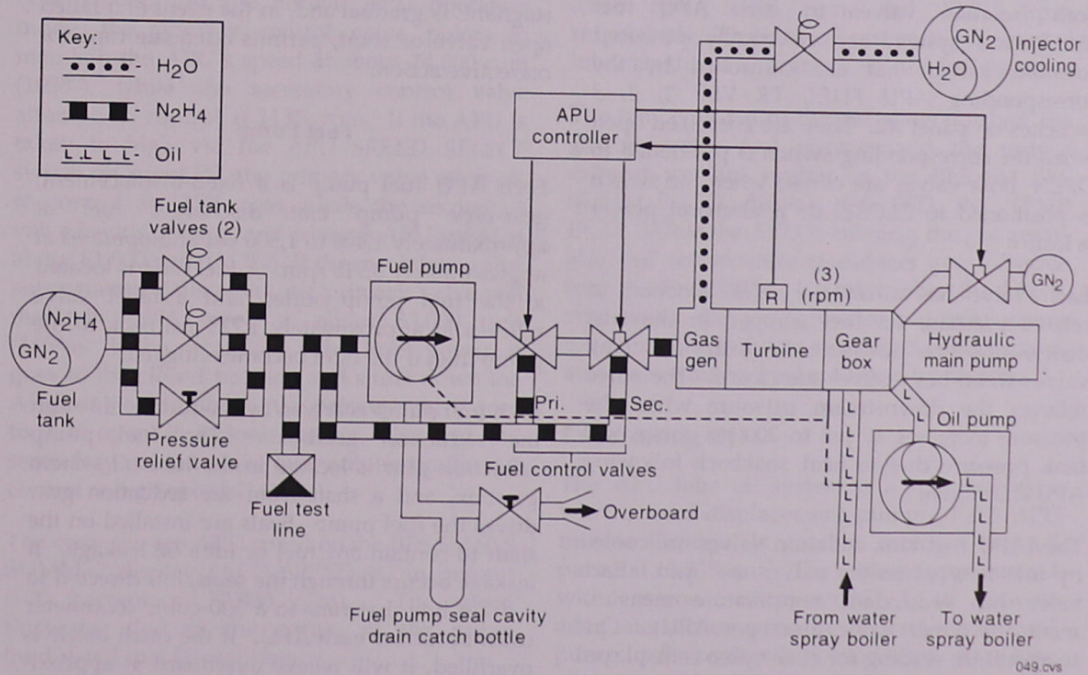 Key:
H2O
N2H4
Oil
GN2
H2O
Injector
cooling
APU
controller
Fuel tank
valves (2)
Fuel pump
N2H4
GN2
Fuel
tank
Pressure
relief valve
Pri.
Sec.
Gas
gen
Turbine
R
(3)
(rpm)
Gear
box
Hydraulic
main pump
GN2
Oil pump
Fuel control valves
Fuel test
line
Overboard
Fuel pump seal cavity
drain catch bottle
From water
spray boiler
To water
spray boiler
049.cvs